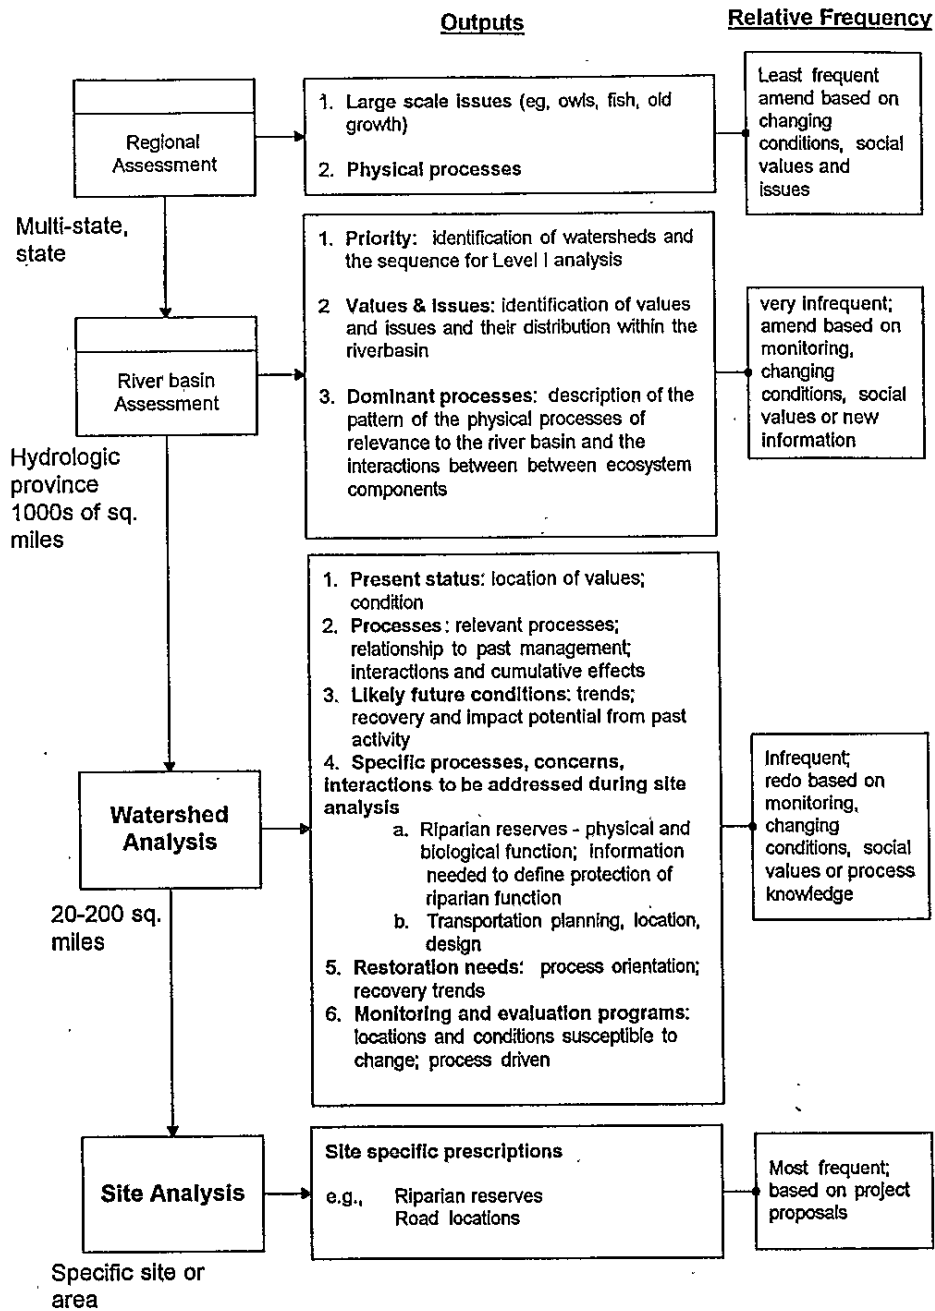 Outputs
Relative Frequency
Regional
Assessment
1. Large scale issues (eg, owls, fish, old
growth)
2. Physical processes
Least frequent
amend based on
changing
conditions, social
values and
issues
Multi-state,
state
River basin
Assessment
1. Priority: identification of watersheds and
the sequence for Level I analysis
2 Values & Issues: identification of values
and issues and their distribution within the
riverbasin
3. Dominant processes: description of the
pattern of the physical processes of
relevance to the river basin and the
interactions between between ecosystem
components
very infrequent;
amend based on
monitoring,
changing
conditions, social
values or new
information
Hydrologic
province
1000s of sq.
miles
Watershed
Analysis
1. Present status: location of values;
condition
2. Processes: relevant processes;
relationship to past management;
interactions and cumulative effects
3. Likely future conditions: trends;
recovery and impact potential from past
activity
4. Specific processes, concerns,
interactions to be addressed during site
analysis
a. Riparian reserves - physical and
biological function; information
needed to define protection of
riparian function
b. Transportation planning, location,
design
5. Restoration needs: process orientation;
recovery trends
6. Monitoring and evaluation programs:
locations and conditions susceptible to
change; process driven
Infrequent;
redo based on
monitoring,
changing
conditions, social
values or process
knowledge
20-200 sq.
miles
Site Analysis
Site specific prescriptions
e.g., Riparian reserves
Road locations
Most frequent;
based on project
proposals
Specific site or
area